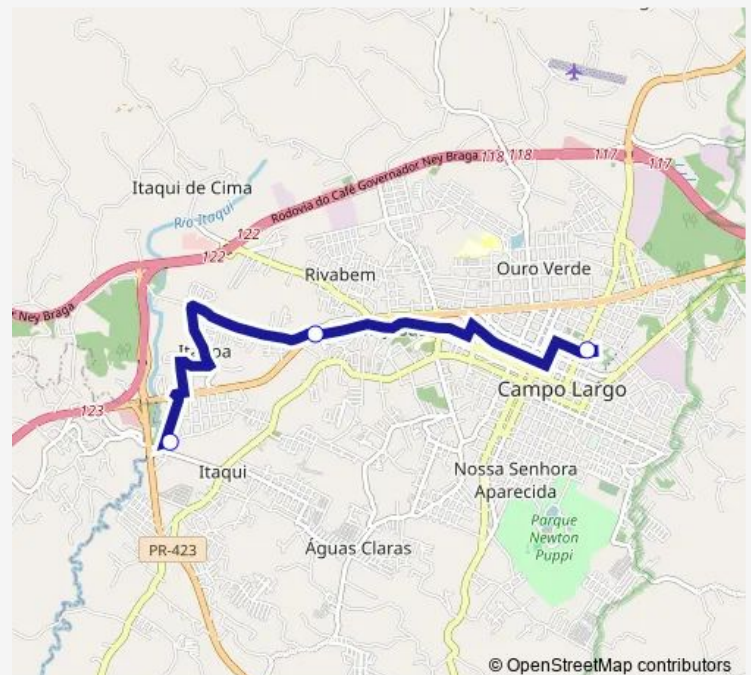 118 118
117
117
Rodovia do Café Governador Ney Braga
Itaqui de Cima
Rio Itaqui
122
122
Ouro Verde
Rivabem
Ney Braga
Campo Largo
123
Itaqui
Nossa Senhora
Aparecida
Parque
Newton
Puppi
Águas Claras
PR-423
© OpenStreetMap contributors